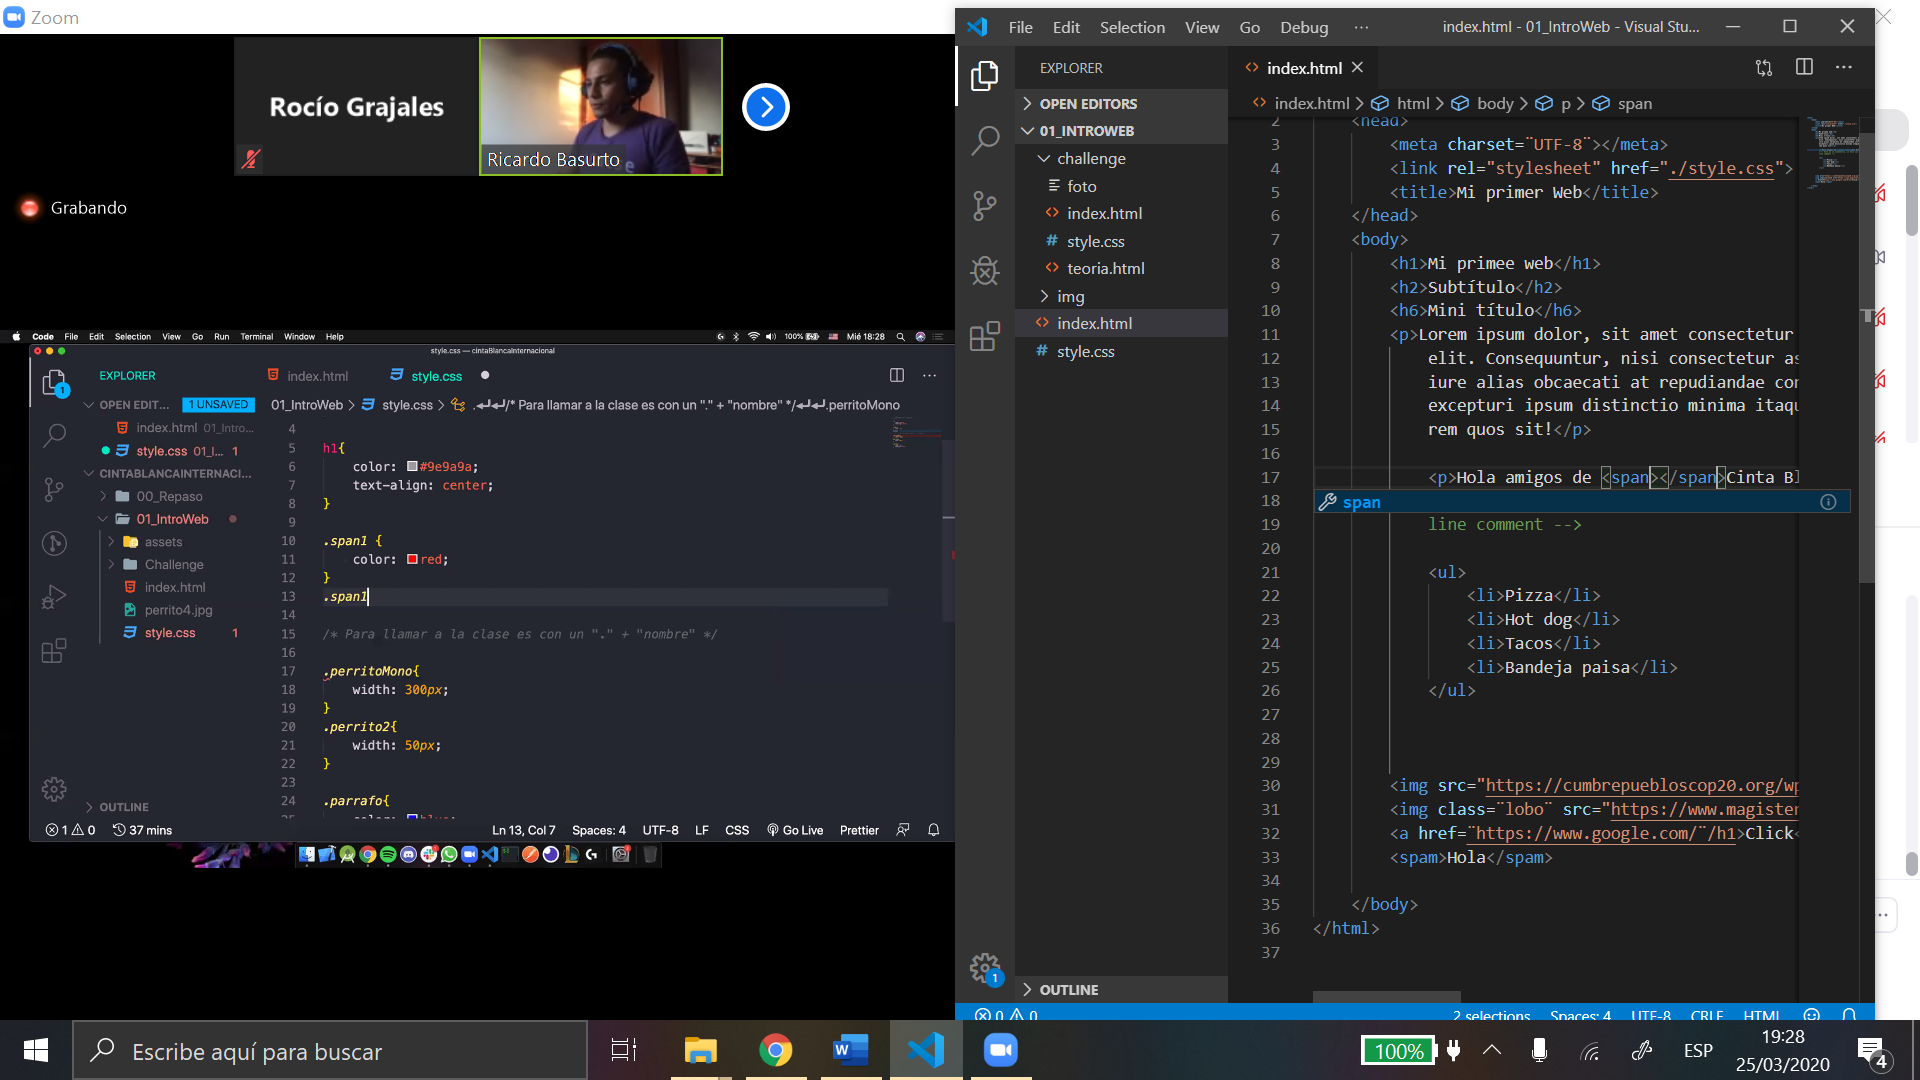 Zoom
Rocío Grajales
Ricardo Basurto
Grabando
Code File Edit Selection View Go Run Terminal Window Help
100% Mié 18:28
style.css — cintaBlancaInternacional
EXPLORER
index.html
style.css
OPEN EDIT... 1 UNSAVED
01_IntroWeb > style.css > .↵↵/* Para llamar a la clase es con un "." + "nombre" */↵↵.perritoMono
index.html 01_Intro...
style.css 01_I... 1
CINTABLANCAINTERNACI...
00_Repaso
01_IntroWeb
assets
Challenge
index.html
perrito4.jpg
style.css 1
OUTLINE
4
5 h1{
6 color: #9e9a9a;
7 text-align: center;
8 }
9
10 .span1 {
11 color: red;
12 }
13 .span1
14
15 /* Para llamar a la clase es con un "." + "nombre" */
16
17 .perritoMono{
18 width: 300px;
19 }
20 .perrito2{
21 width: 50px;
22 }
23
24 .parrafo{
25 color: blue;
1 0 37 mins
Ln 13, Col 7 Spaces: 4 UTF-8 LF CSS Go Live Prettier
File Edit Selection View Go Debug ···
index.html - 01_IntroWeb - Visual Stu...
EXPLORER
OPEN EDITORS
01_INTROWEB
challenge
foto
index.html
style.css
teoria.html
img
index.html
style.css
OUTLINE
index.html
index.html > html > body > p > span
2 <head>
3 <meta charset=¨UTF-8¨></meta>
4 <link rel="stylesheet" href="./style.css">
5 <title>Mi primer Web</title>
6 </head>
7 <body>
8 <h1>Mi primee web</h1>
9 <h2>Subtítulo</h2>
10 <h6>Mini título</h6>
11 <p>Lorem ipsum dolor, sit amet consectetur
12 elit. Consequuntur, nisi consectetur as
13 iure alias obcaecati at repudiandae cor
14 excepturi ipsum distinctio minima itaqu
15 rem quos sit!</p>
16
17 <p>Hola amigos de <span></span>Cinta Bl
18 span
19 line comment -->
20
21 <ul>
22 <li>Pizza</li>
23 <li>Hot dog</li>
24 <li>Tacos</li>
25 <li>Bandeja paisa</li>
26 </ul>
27
28
29
30 <img src="https://cumbrepuebloscop20.org/wp
31 <img class=¨lobo¨ src="https://www.magister
32 <a href=¨https://www.google.com/¨/h1>Click<
33 <spam>Hola</spam>
34
35 </body>
36 </html>
37
1
0 0
2 selections Spaces: 4 UTF-8 CRLF HTML
Escribe aquí para buscar
100%
ESP
19:28
25/03/2020
4